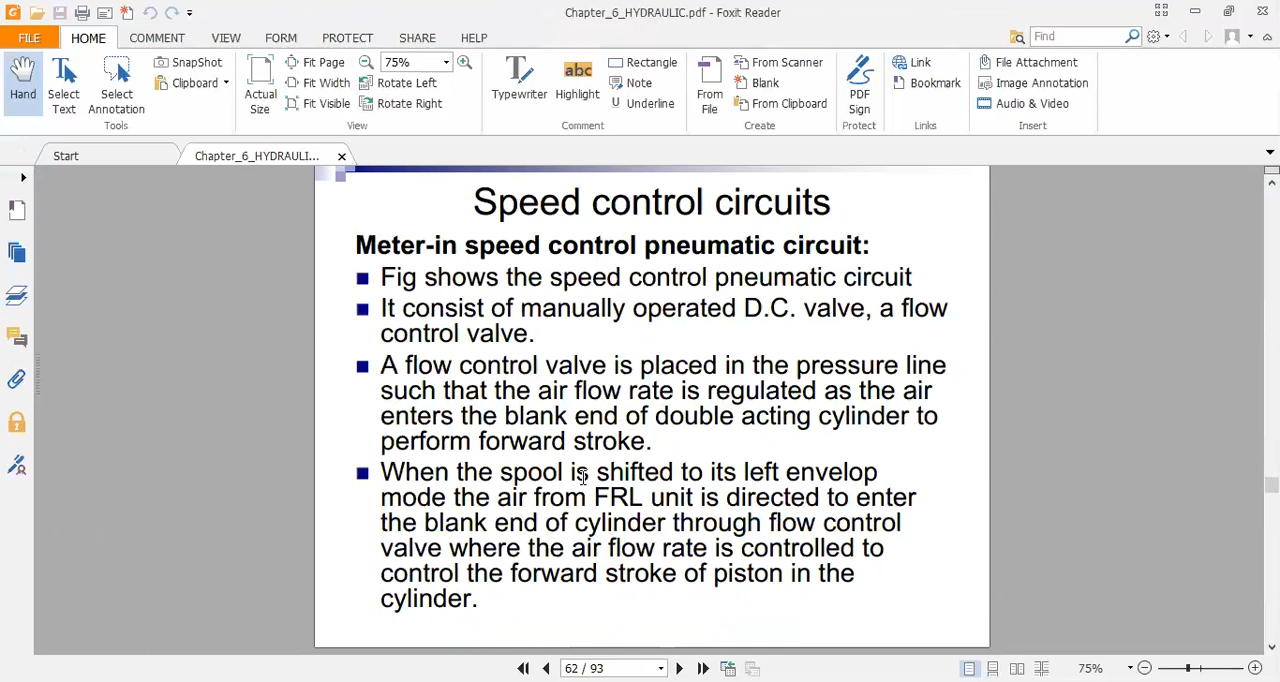 Chapter_6_HYDRAULIC.pdf - Foxit Reader
FILE HOME COMMENT VIEW FORM PROTECT SHARE HELP
Find
Hand
Select
Text
Select
Annotation
SnapShot
Clipboard
Tools
Actual
Size
Fit Page
Fit Width
Fit Visible
75%
Rotate Left
Rotate Right
View
Typewriter
abc
Highlight
Rectangle
Note
Underline
Comment
From
File
From Scanner
Blank
From Clipboard
Create
PDF
Sign
Protect
Link
Bookmark
Links
File Attachment
Image Annotation
Audio & Video
Insert
Start
Chapter_6_HYDRAULI...
Speed control circuits
Meter-in speed control pneumatic circuit:
Fig shows the speed control pneumatic circuit
It consist of manually operated D.C. valve, a flow
control valve.
A flow control valve is placed in the pressure line
such that the air flow rate is regulated as the air
enters the blank end of double acting cylinder to
perform forward stroke.
When the spool is shifted to its left envelop
mode the air from FRL unit is directed to enter
the blank end of cylinder through flow control
valve where the air flow rate is controlled to
control the forward stroke of piston in the
cylinder.
62 / 93
75%